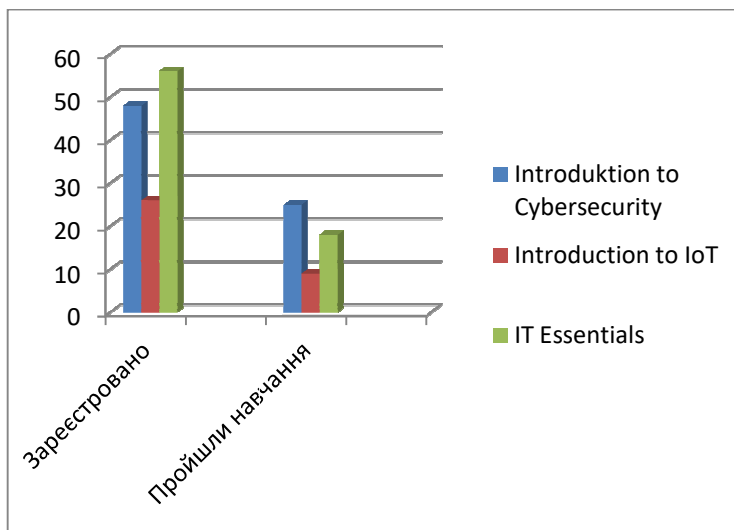 60
50
40
30
20
10
0
Зареєстровано
Пройшли навчання
Introduktion to
Cybersecurity
Introduction to IoT
IT Essentials